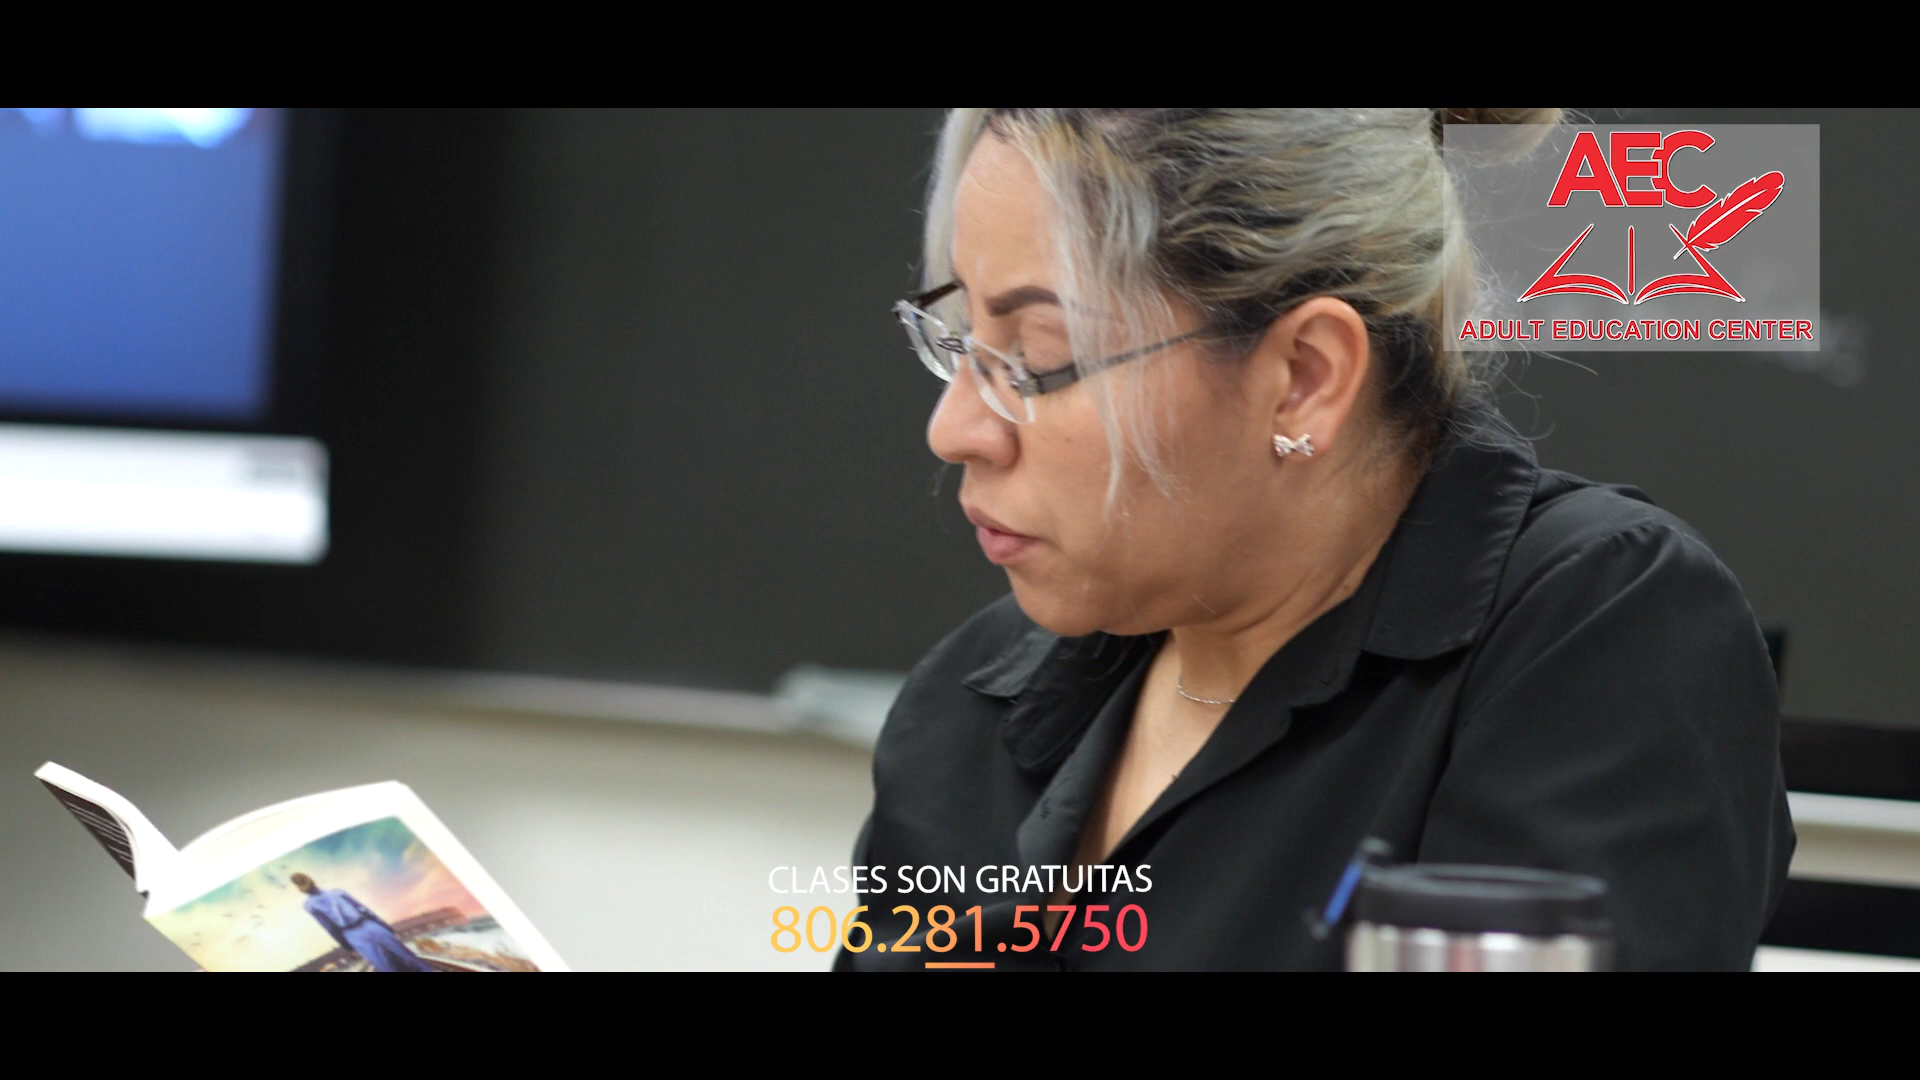 AEC
ADULT EDUCATION CENTER
CLASES SON GRATUITAS
806.281.5750